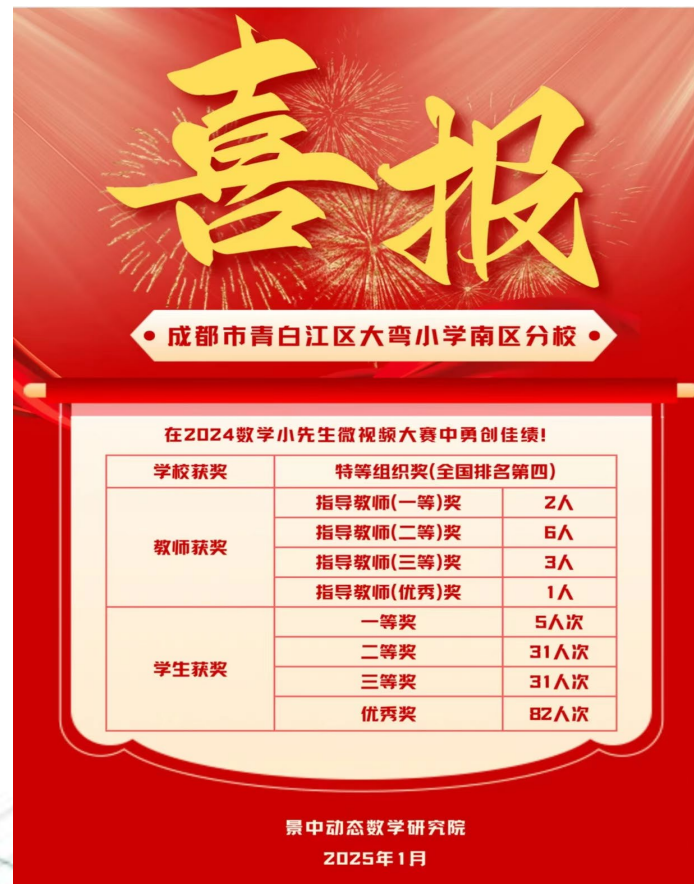 喜报
成都市青白江区大弯小学南区分校
在2024数学小先生微视频大赛中勇创佳绩!
学校获奖 特等组织奖(全国排名第四)
教师获奖 指导教师(一等)奖 2人
指导教师(二等)奖 6人
指导教师(三等)奖 3人
指导教师(优秀)奖 1人
学生获奖 一等奖 5人次
二等奖 31人次
三等奖 31人次
优秀奖 82人次
景中动态数学研究院
2025年1月